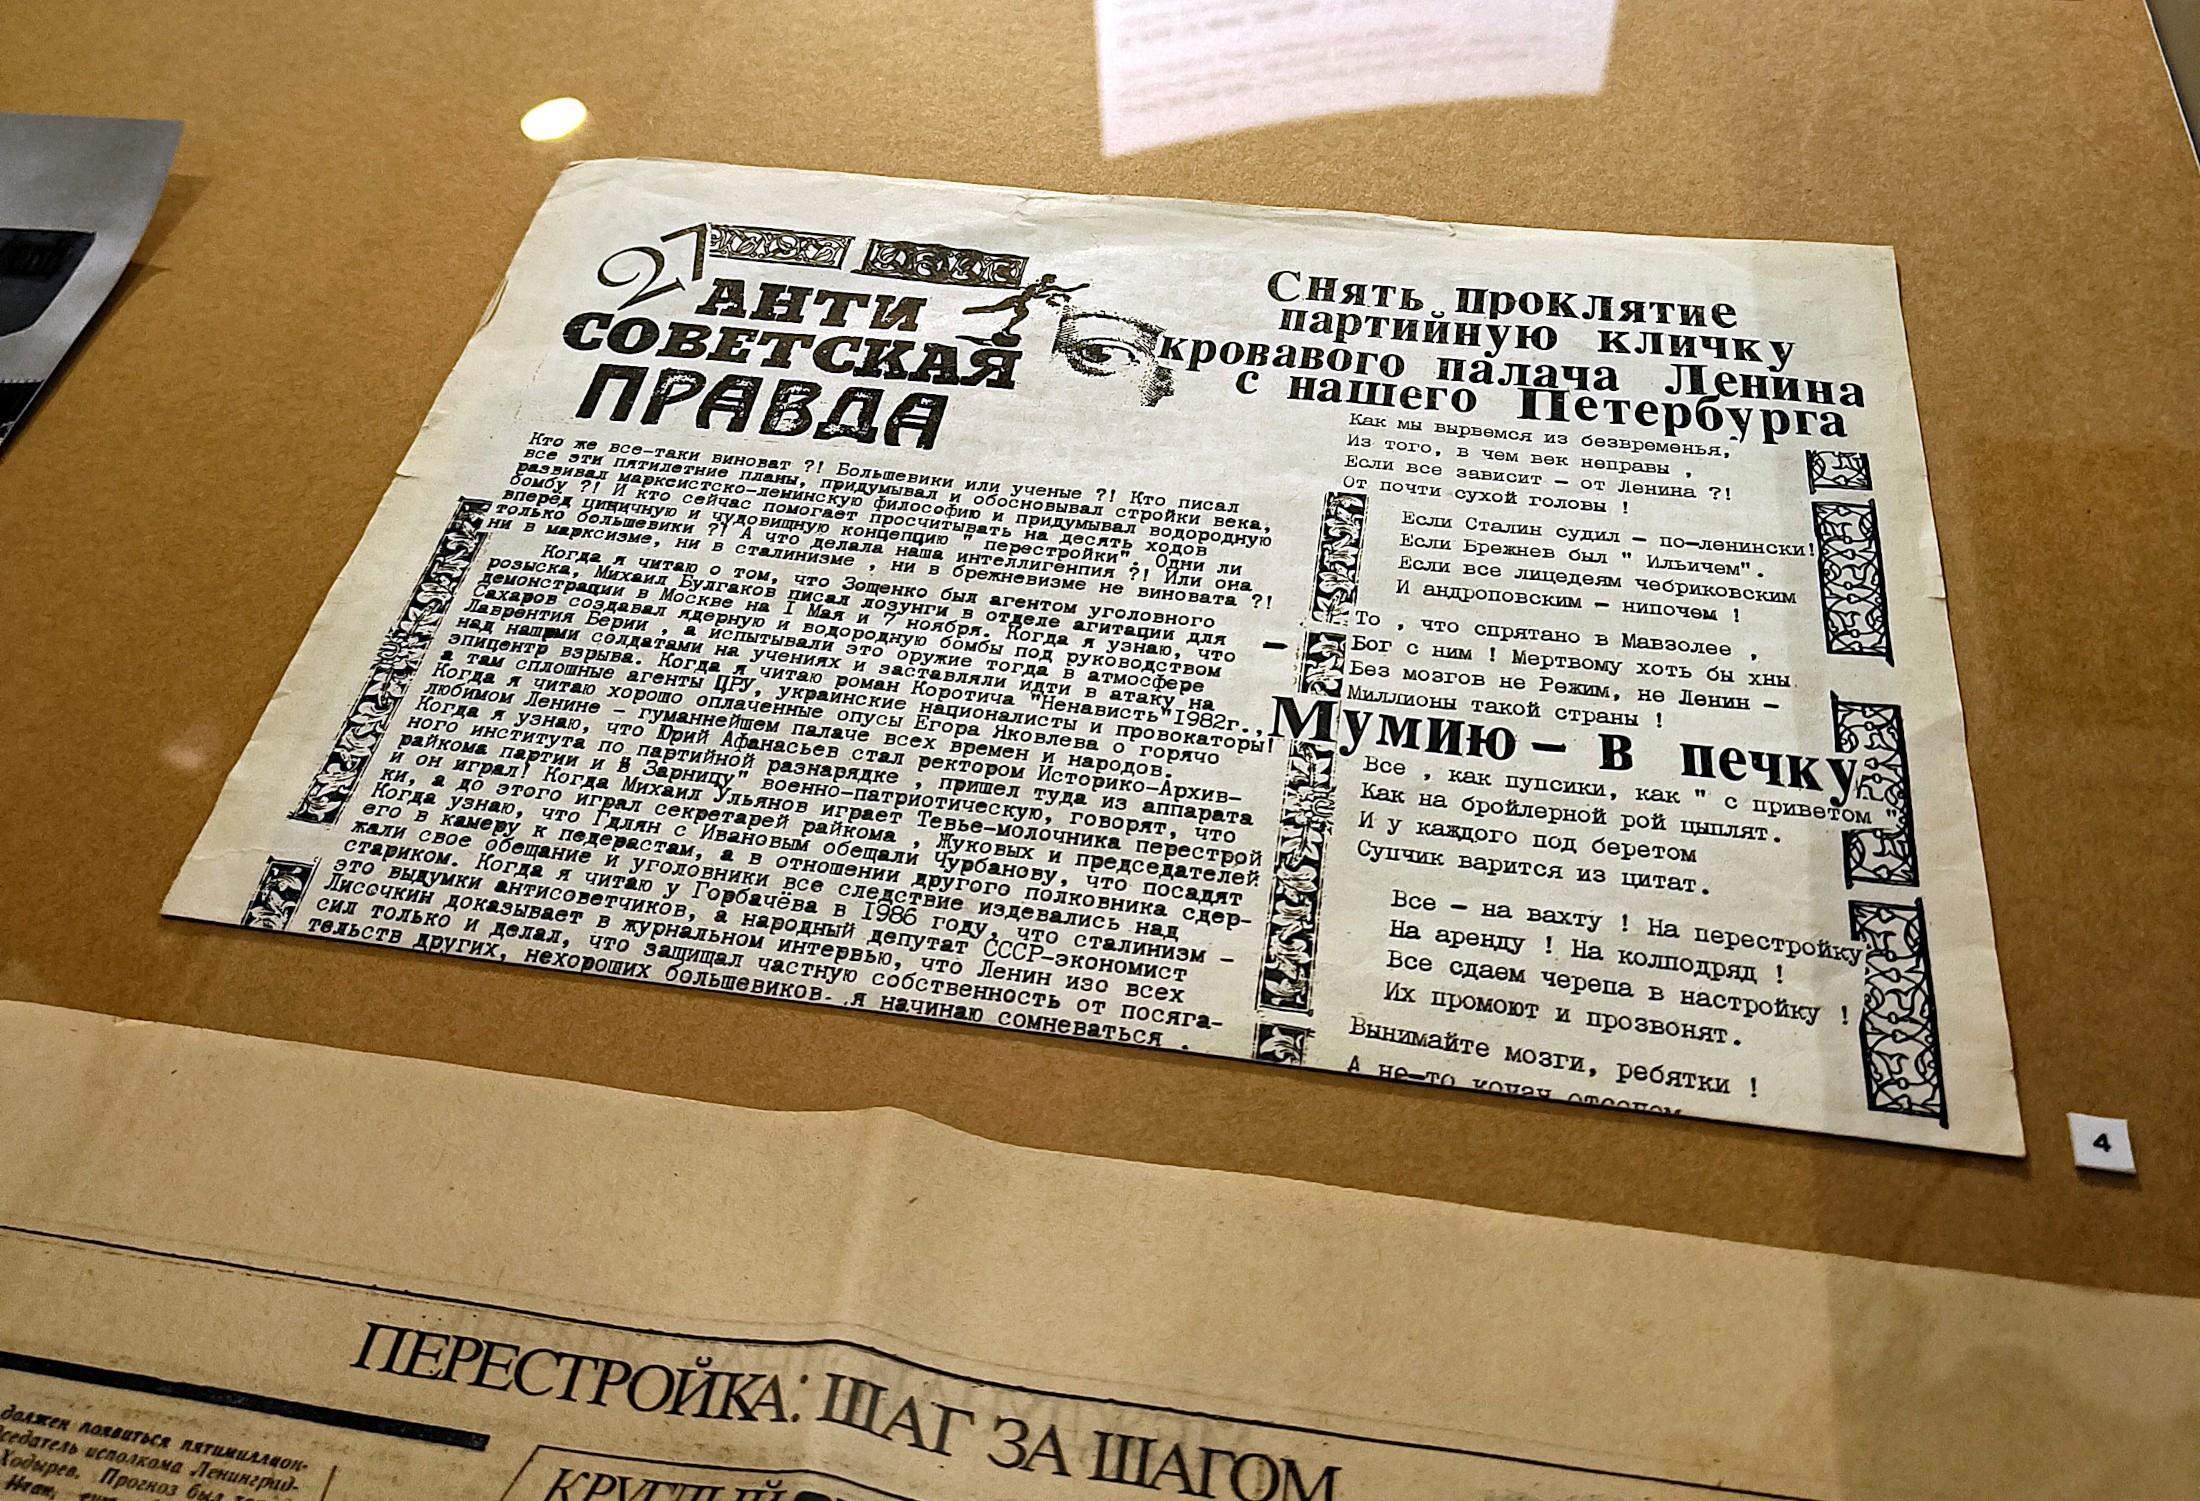 27
АНТИ
СОВЕТСКАЯ
ПРАВДА
Кто же все-таки виноват ?! Большевики или ученые ?! Кто писал
все эти пятилетние планы, придумывал и обосновывал стройки века,
развивал марксистско-ленинскую философию и придумывал водородную
бомбу ?! И кто сейчас помогает просчитывать на десять ходов
вперёд циничную и чудовищную концепцию " перестройки". Одни ли
только большевики ?! А что делала наша интеллигенпия ?! Или она
ни в марксизме, ни в сталинизме , ни в брежневизме не виновата ?!
Когда я читаю о том, что Зощенко был агентом уголовного
розыска, Михаил Булгаков писал лозунги в отделе агитации для
демонстрации в Москве на I Мая и 7 ноября. Когда я узнаю, что
Сахаров создавал ядерную и водородную бомбы под руководством
Лаврентия Берии , а испытывали это оружие тогда в атмосфере
над нашими солдатами на учениях и заставляли идти в атаку на
эпицентр взрыва. Когда я читаю роман Коротича "Ненависть"1982г.,
а там сплошные агенты ЦРУ, украинские националисты и провокаторы!
Когда я читаю хорошо оплаченные опусы Егора Яковлева о горячо
любимом Ленине - гуманнейшем палаче всех времен и народов.
Когда я узнаю, что Юрий Афанасьев стал ректором Историко-Архив-
ного института по партийной разнарядке , пришел туда из аппарата
райкома партии и в Зарницу" военно-патриотическую, говорят, что
и он играл! Когда Михаил Ульянов играет Тевье-молочника перестрой
ки, а до этого играл секретарей райкома , Жуковых и председателей
Когда узнаю, что Гдлян с Ивановым обещали Чурбанову, что посадят
его в камеру к педерастам, а в отношении другого полковника сдер-
жали свое обещание и уголовники все следствие издевались над
стариком. Когда я читаю у Горбачёва в 1986 году, что сталинизм -
это выдумки антисоветчиков, а народный депутат СССР-экономист
Лисочкин доказывает в журнальном интервью, что Ленин изо всех
сил только и делал, что защищал частную собственность от посяга-
тельств других, нехороших большевиков. я начинаю сомневаться .
Снять проклятие
партийную кличку
кровавого палача Ленина
с нашего Петербурга
Как мы вырвемся из безвременья,
Из того, в чем век неправы ,
Если все зависит - от Ленина ?!
От почти сухой головы !
Если Сталин судил - по-ленински!
Если Брежнев был " Ильичем".
Если все лицедеям чебриковским
И андроповским - нипочем !
То , что спрятано в Мавзолее ,
Бог с ним ! Мертвому хоть бы хны
Без мозгов не Режим, не Ленин -
Миллионы такой страны !
Мумию - в печку
Все , как пупсики, как " с приветом "
Как на бройлерной рой цыплят.
И у каждого под беретом
Супчик варится из цитат.
Все - на вахту ! На перестройку
На аренду ! На колподряд !
Все сдаем черепа в настройку !
Их промоют и прозвонят.
Вынимайте мозги, ребятки !
А не-то
4
ПЕРЕСТРОЙКА: ШАГ ЗА ШАГОМ
должен появиться пятимиллион-
седатель исполкома Ленинград-
Ходырев. Прогноз был
КРУГЛЫЙ